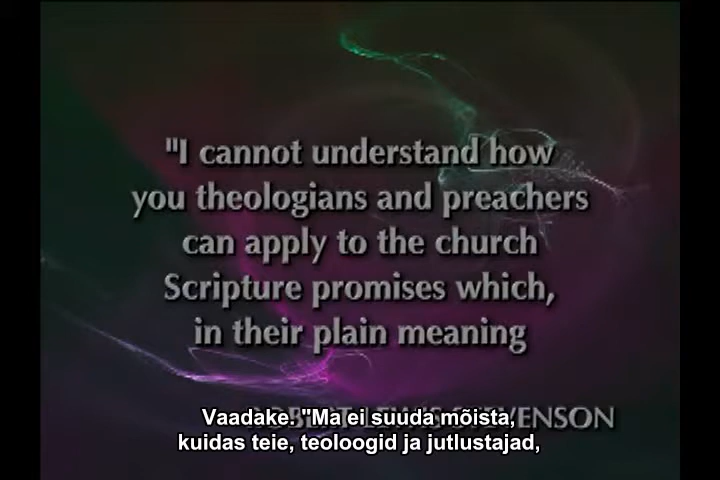 "I cannot understand how
you theologians and preachers
can apply to the church
Scripture promises which,
in their plain meaning
STEVENSON
Vaadake. "Ma ei suuda mõista,
kuidas teie, teoloogid ja jutlustajad,